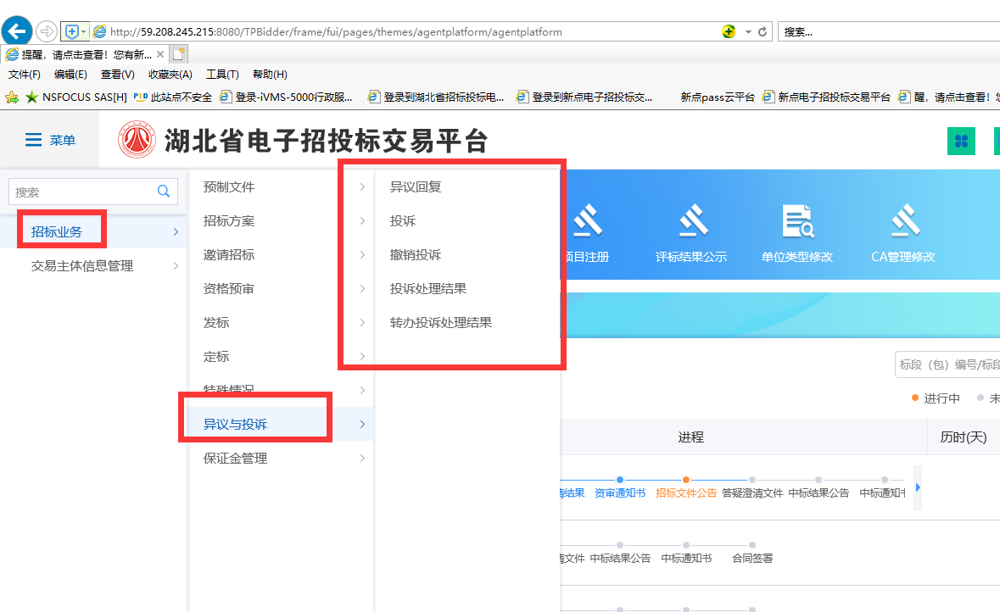 http://59.208.245.215:8080/TPBidder/frame/fui/pages/themes/agentplatform/agentplatform
搜索...
提醒，请点击查看！您有新...
文件(F) 编辑(E) 查看(V) 收藏夹(A) 工具(T) 帮助(H)
NSFOCUS SAS[H] 此站点不安全 登录-iVMS-5000行政服... 登录到湖北省招标投标电... 登录到新点电子招投标交... 新点pass云平台 新点电子招投标交易平台 醒，请点击查看！
菜单
湖北省电子招投标交易平台
搜索
招标业务
交易主体信息管理
预制文件
招标方案
邀请招标
资格预审
发标
定标
特殊情况
异议与投诉
保证金管理
异议回复
投诉
撤销投诉
投诉处理结果
转办投诉处理结果
项目注册 评标结果公示 单位类型修改 CA管理修改
标段（包）编号/标段
进行中 未
进程 历时(天)
结果 资审通知书 招标文件公告 答疑澄清文件 中标结果公告 中标通知书
文件 中标结果公告 中标通知书 合同签署